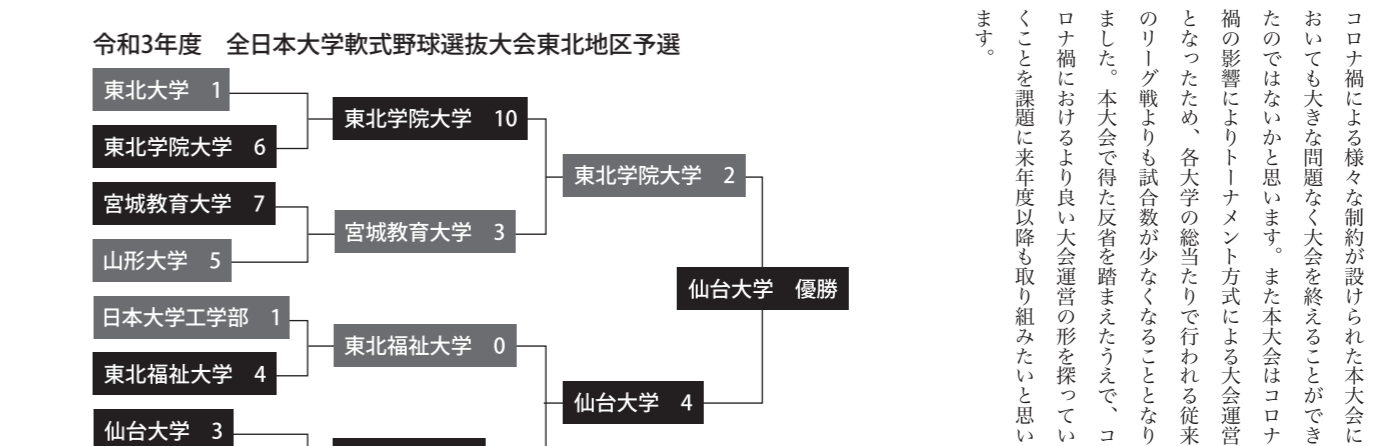 コロナ禍による様々な制約が設けられた本大会に
おいても大きな問題なく大会を終えることができ
たのではないかと思います。また本大会はコロナ
禍の影響によりトーナメント方式による大会運営
となったため、各大学の総当たりで行われる従来
のリーグ戦よりも試合数が少なくなることとなり
ました。本大会で得た反省を踏まえたうえで、コ
ロナ禍におけるより良い大会運営の形を探ってい
くことを課題に来年度以降も取り組みたいと思い
ます。
令和3年度　全日本大学軟式野球選抜大会東北地区予選
東北大学　1
東北学院大学　6
宮城教育大学　7
山形大学　5
日本大学工学部　1
東北福祉大学　4
仙台大学　3
東北学院大学　10
宮城教育大学　3
東北福祉大学　0
東北学院大学　2
仙台大学　4
仙台大学　優勝